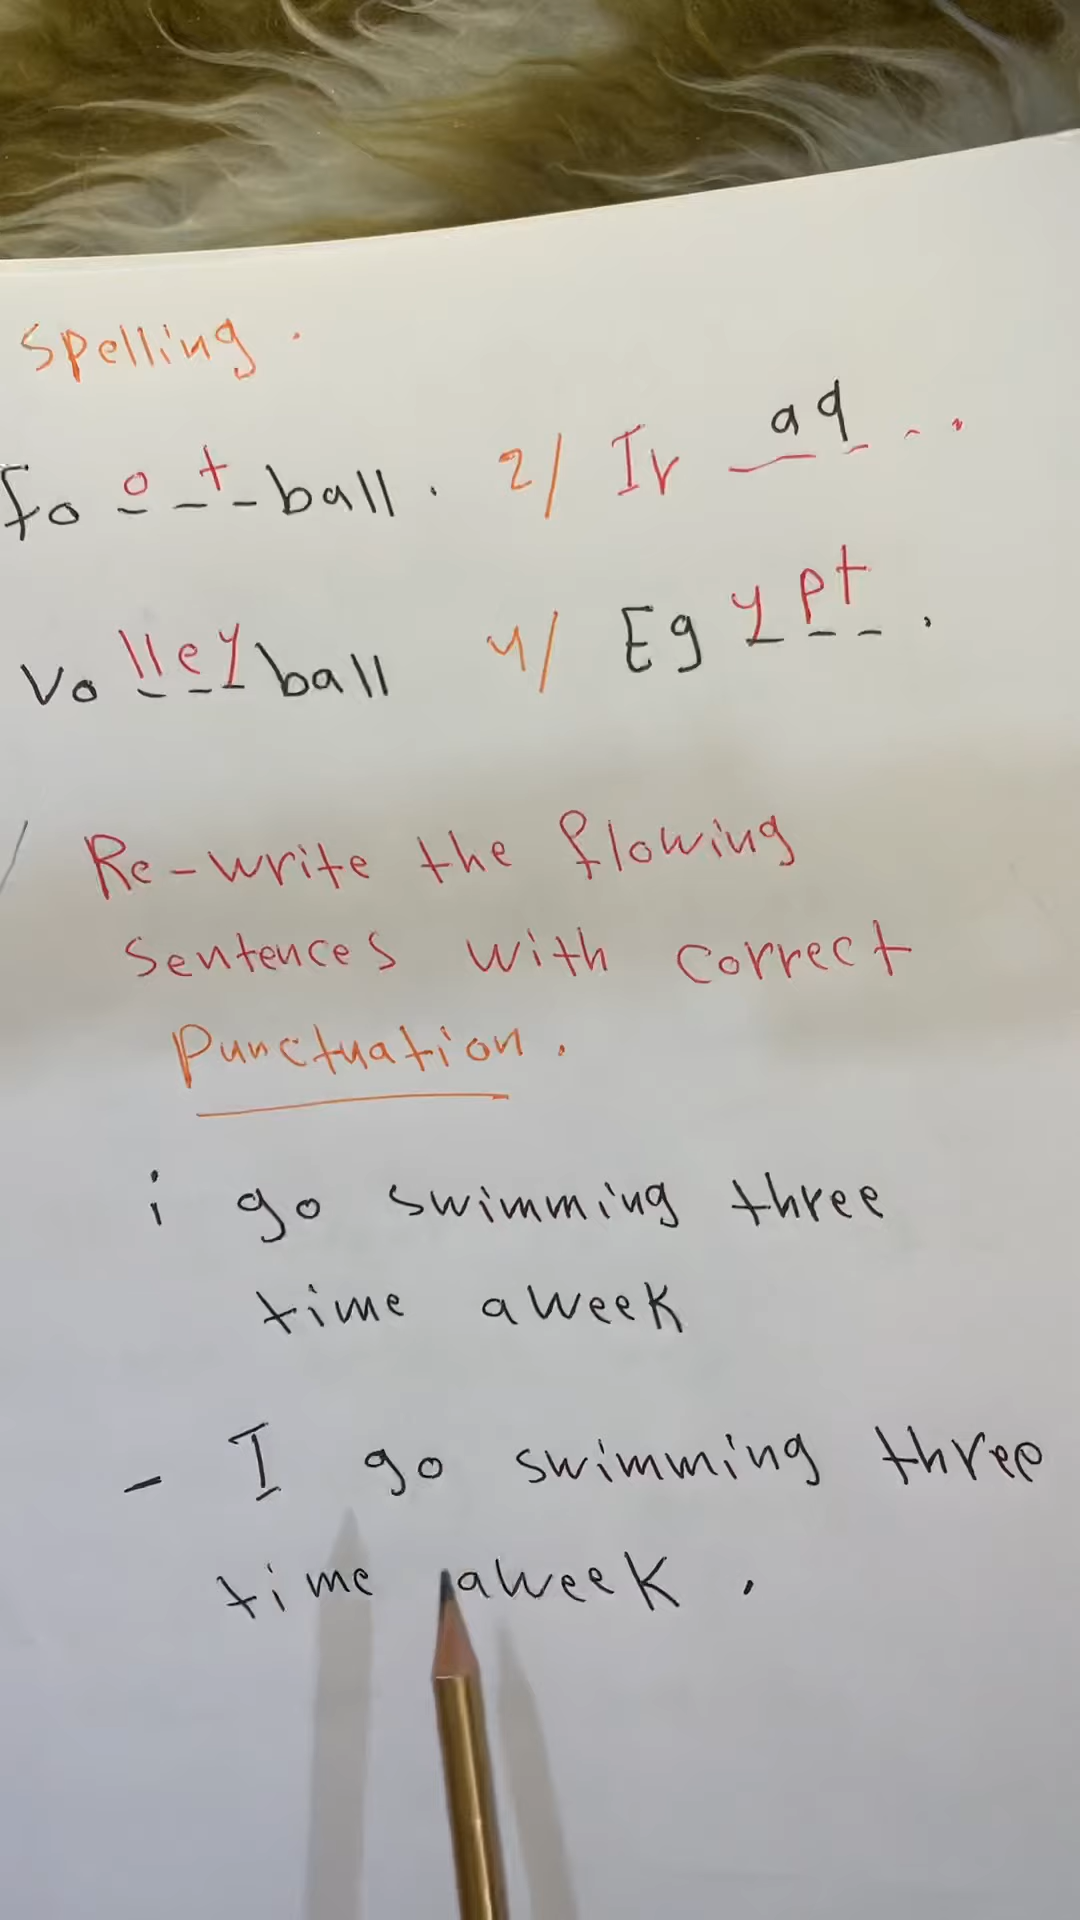 spelling.
Fo o t ball. 2/ Ir aq ...
Vo lley ball 4/ Eg ypt.
Re-write the flowing
sentences with correct
punctuation.
i go swimming three
time aweek
- I go swimming three
time aweek.